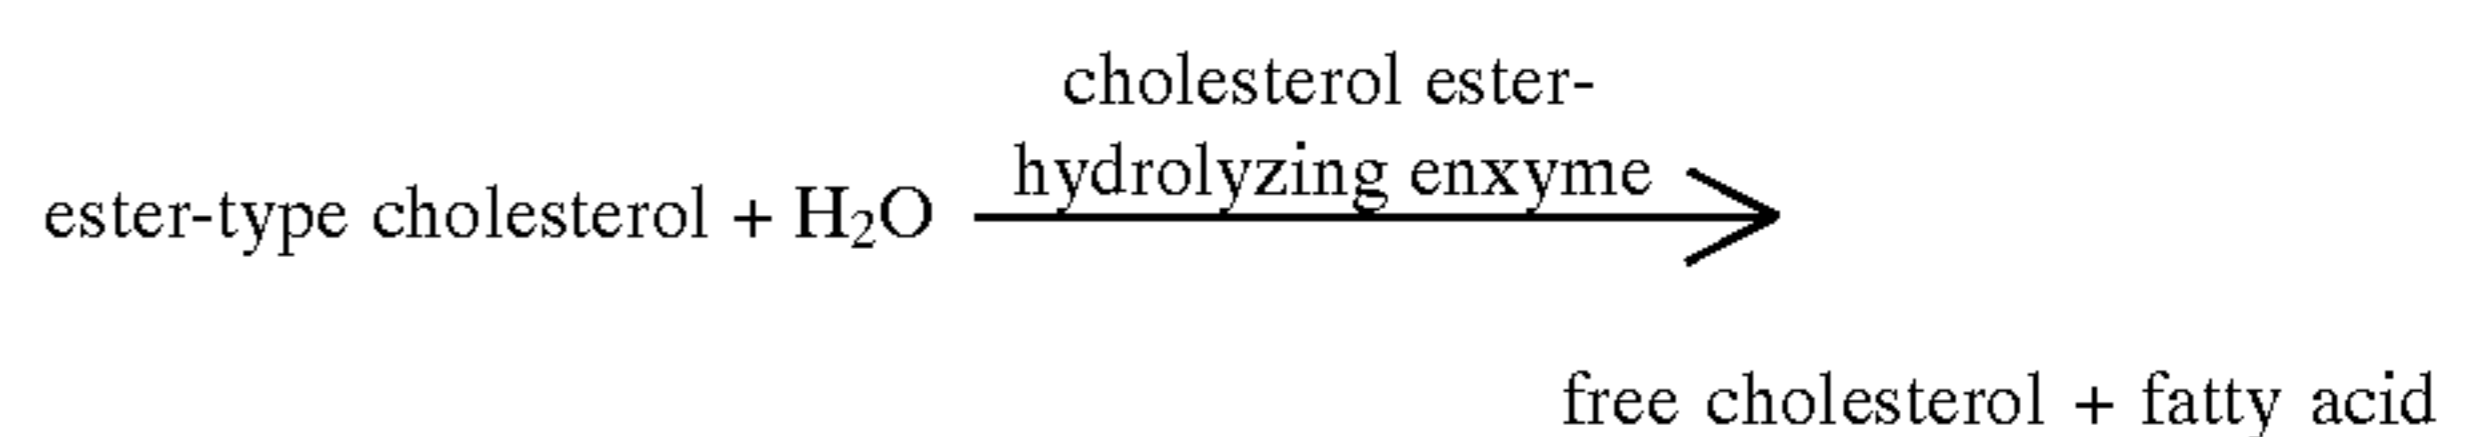 cholesterol ester-
hydrolyzing enxyme
ester-type cholesterol + H₂O
free cholesterol + fatty acid